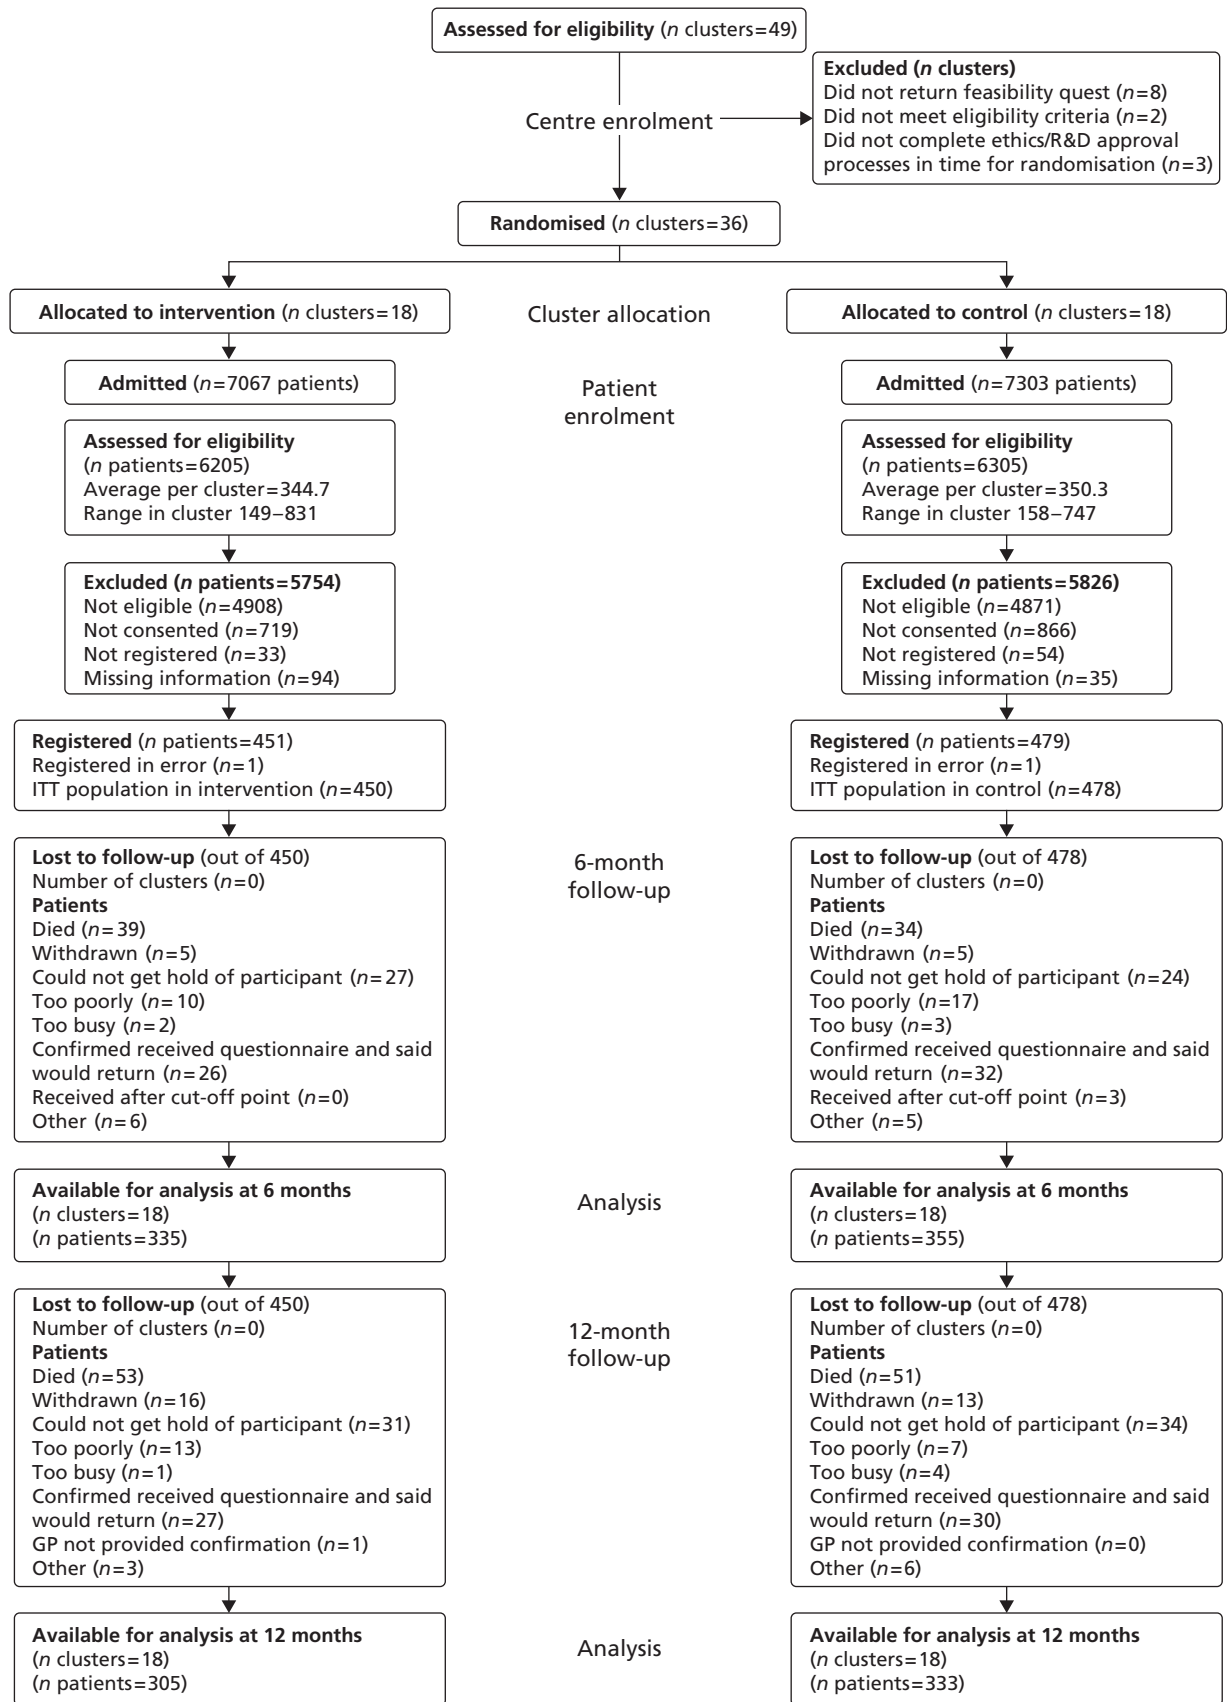 Assessed for eligibility (n clusters=49)
Excluded (n clusters)
Did not return feasibility quest (n=8)
Did not meet eligibility criteria (n=2)
Did not complete ethics/R&D approval
processes in time for randomisation (n=3)
Centre enrolment
Randomised (n clusters=36)
Allocated to intervention (n clusters=18)
Cluster allocation
Allocated to control (n clusters=18)
Admitted (n=7067 patients)
Patient
enrolment
Admitted (n=7303 patients)
Assessed for eligibility
(n patients=6205)
Average per cluster=344.7
Range in cluster 149–831
Assessed for eligibility
(n patients=6305)
Average per cluster=350.3
Range in cluster 158–747
Excluded (n patients=5754)
Not eligible (n=4908)
Not consented (n=719)
Not registered (n=33)
Missing information (n=94)
Excluded (n patients=5826)
Not eligible (n=4871)
Not consented (n=866)
Not registered (n=54)
Missing information (n=35)
Registered (n patients=451)
Registered in error (n=1)
ITT population in intervention (n=450)
Registered (n patients=479)
Registered in error (n=1)
ITT population in control (n=478)
Lost to follow-up (out of 450)
Number of clusters (n=0)
Patients
Died (n=39)
Withdrawn (n=5)
Could not get hold of participant (n=27)
Too poorly (n=10)
Too busy (n=2)
Confirmed received questionnaire and said
would return (n=26)
Received after cut-off point (n=0)
Other (n=6)
6-month
follow-up
Lost to follow-up (out of 478)
Number of clusters (n=0)
Patients
Died (n=34)
Withdrawn (n=5)
Could not get hold of participant (n=24)
Too poorly (n=17)
Too busy (n=3)
Confirmed received questionnaire and said
would return (n=32)
Received after cut-off point (n=3)
Other (n=5)
Available for analysis at 6 months
(n clusters=18)
(n patients=335)
Analysis
Available for analysis at 6 months
(n clusters=18)
(n patients=355)
Lost to follow-up (out of 450)
Number of clusters (n=0)
Patients
Died (n=53)
Withdrawn (n=16)
Could not get hold of participant (n=31)
Too poorly (n=13)
Too busy (n=1)
Confirmed received questionnaire and said
would return (n=27)
GP not provided confirmation (n=1)
Other (n=3)
12-month
follow-up
Lost to follow-up (out of 478)
Number of clusters (n=0)
Patients
Died (n=51)
Withdrawn (n=13)
Could not get hold of participant (n=34)
Too poorly (n=7)
Too busy (n=4)
Confirmed received questionnaire and said
would return (n=30)
GP not provided confirmation (n=0)
Other (n=6)
Available for analysis at 12 months
(n clusters=18)
(n patients=305)
Analysis
Available for analysis at 12 months
(n clusters=18)
(n patients=333)